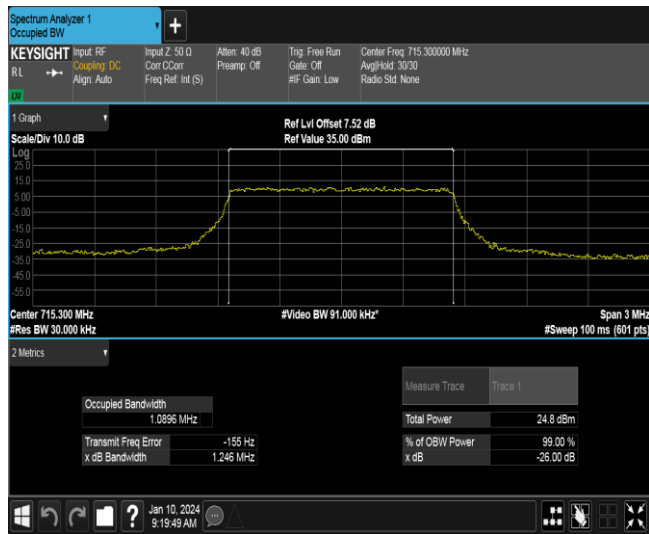 Spectrum Analyzer 1
Occupied BW
KEYSIGHT
RL
LXI
Input: RF
Coupling: DC
Align: Auto
Input Z: 50 Ω
Corr CCorr
Freq Ref: Int (S)
Atten: 40 dB
Preamp: Off
Trig: Free Run
Gate: Off
#IF Gain: Low
Center Freq: 715.300000 MHz
Avg|Hold: 30/30
Radio Std: None
1 Graph
Scale/Div 10.0 dB
Ref Lvl Offset 7.52 dB
Ref Value 35.00 dBm
Log
25.0
15.0
5.00
-5.00
-15.0
-25.0
-35.0
-45.0
-55.0
Center 715.300 MHz
#Video BW 91.000 kHz*
Span 3 MHz
#Res BW 30.000 kHz
#Sweep 100 ms (601 pts)
2 Metrics
Measure Trace
Trace 1
Occupied Bandwidth
1.0896 MHz
Total Power 24.8 dBm
Transmit Freq Error -155 Hz
% of OBW Power 99.00 %
x dB Bandwidth 1.246 MHz
x dB -26.00 dB
?
Jan 10, 2024
9:19:49 AM